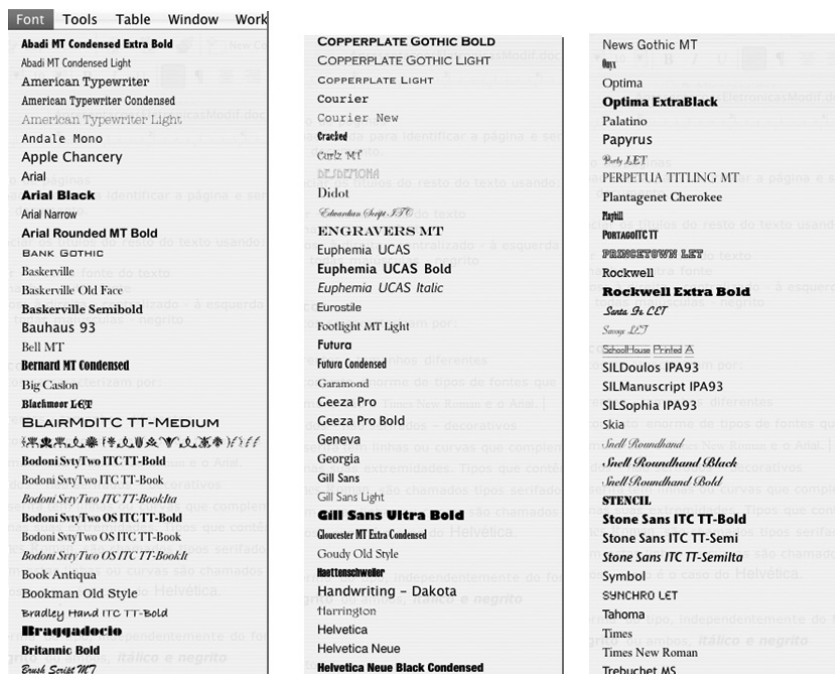 Font Tools Table Window Work
Abadi MT Condensed Extra Bold
Abadi MT Condensed Light
American Typewriter
American Typewriter Condensed
American Typewriter Light
Andale Mono
Apple Chancery
Arial
Arial Black
Arial Narrow
Arial Rounded MT Bold
Bank Gothic
Baskerville
Baskerville Old Face
Baskerville Semibold
Bauhaus 93
Bell MT
Bernard MT Condensed
Big Caslon
Blackmoor LET
BlairMdITC TT-Medium
Bodoni SvtyTwo ITC TT-Bold
Bodoni SvtyTwo ITC TT-Book
Bodoni SvtyTwo ITC TT-BookIta
Bodoni SvtyTwo OS ITC TT-Bold
Bodoni SvtyTwo OS ITC TT-Book
Bodoni SvtyTwo OS ITC TT-BookIt
Book Antiqua
Bookman Old Style
Bradley Hand ITC TT-Bold
Braggadocio
Britannic Bold
Brush Script MT
Copperplate Gothic Bold
Copperplate Gothic Light
Copperplate Light
Courier
Courier New
Cracked
Curlz MT
DESDEMONA
Didot
Edwardian Script ITC
ENGRAVERS MT
Euphemia UCAS
Euphemia UCAS Bold
Euphemia UCAS Italic
Eurostile
Footlight MT Light
Futura
Futura Condensed
Garamond
Geeza Pro
Geeza Pro Bold
Geneva
Georgia
Gill Sans
Gill Sans Light
Gill Sans Ultra Bold
Gloucester MT Extra Condensed
Goudy Old Style
Haettenschweiler
Handwriting - Dakota
Harrington
Helvetica
Helvetica Neue
Helvetica Neue Black Condensed
News Gothic MT
Onyx
Optima
Optima ExtraBlack
Palatino
Papyrus
Party LET
PERPETUA TITLING MT
Plantagenet Cherokee
Playbill
PortagoITC TT
PRINCETOWN LET
Rockwell
Rockwell Extra Bold
Santa Fe LET
Savoye LET
SchoolHouse Printed A
SILDoulos IPA93
SILManuscript IPA93
SILSophia IPA93
Skia
Snell Roundhand
Snell Roundhand Black
Snell Roundhand Bold
STENCIL
Stone Sans ITC TT-Bold
Stone Sans ITC TT-Semi
Stone Sans ITC TT-SemiIta
Symbol
SYNCHRO LET
Tahoma
Times
Times New Roman
Trebuchet MS